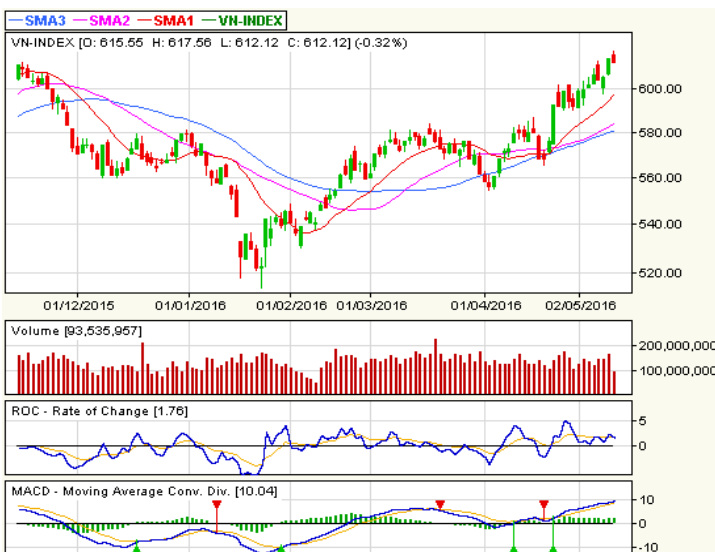 SMA3 SMA2 SMA1 VN-INDEX
VN-INDEX [O: 615.55 H: 617.56 L: 612.12 C: 612.12] (-0.32%)
600.00
580.00
560.00
540.00
520.00
01/12/2015 01/01/2016 01/02/2016 01/03/2016 01/04/2016 02/05/2016
Volume [93,535,957]
200,000,000
100,000,000
ROC - Rate of Change [1.76]
5
0
MACD - Moving Average Conv. Div. [10.04]
10
0
-10